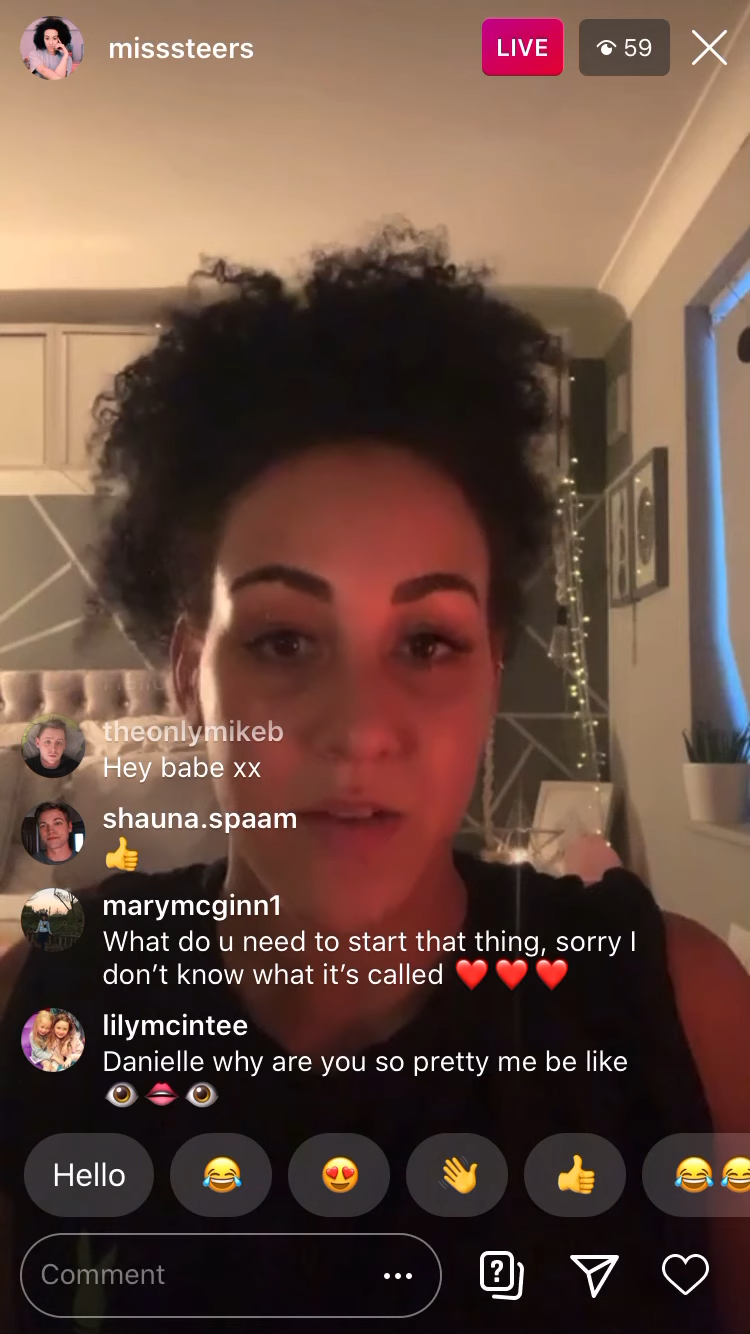 misssteers
LIVE
59
theonlymikeb
Hey babe xx
shauna.spaam
👍
marymcginn1
What do u need to start that thing, sorry I
don't know what it's called ❤️❤️❤️
lilymcintee
Danielle why are you so pretty me be like
👁️👄👁️
Hello 😂 😍 👋 👍 😂😂
Comment